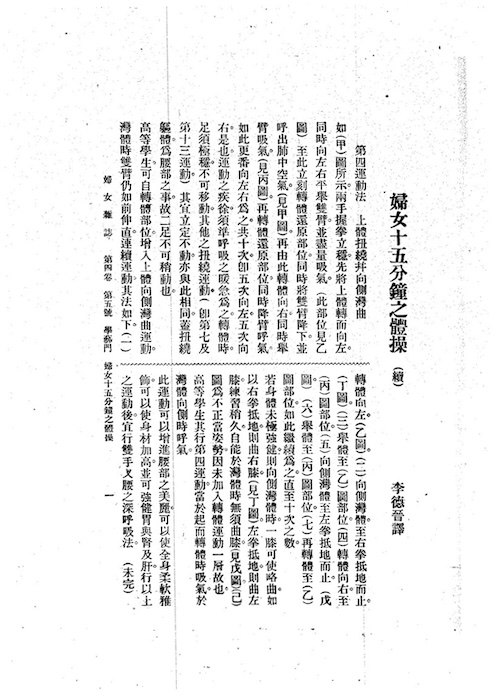 婦女十五分鐘之體操
（續）
李德晉譯
第四運動法　上體扭繞并向側灣曲
如（甲）圖所示兩手握拳立穩先將上體轉而向左
同時向左右平舉雙臂並盡量吸氣（此部位見乙
圖）至此立刻轉體還原部位同時將雙臂降下並
呼出肺中空氣（見甲圖）再由此轉體向右同時舉
臂吸氣（見丙圖）再轉體還原部位同時降臂呼氣
如此更番向左右爲之共十次卽五次向左五次向
右是也運動之疾徐須準呼吸之緩急爲之轉體時
足須極穩不可移動其他之扭繞運動（卽第七及
第十三運動）其宜立定不動亦與此相同蓋扭繞
軀體爲腰部之事故二足不可稍動也
高等學生可自轉體部位增入上體向側灣曲運動
灣體時雙臂仍如前伸直連續運動其法如下（一）
轉體向左（乙圖）（二）向側灣體至右拳抵地而止
（丁圖）（三）舉體至（乙）圖部位（四）轉體向右至
（丙）圖部位（五）向側灣體至左拳抵地而止（戊
圖）（六）舉體至（丙）圖部位（七）再轉體至（乙）
圖部位如此繼續爲之直至十次之數
若身體未極強健則向側灣體時一膝可使略曲如
以右拳抵地則曲右膝（見丁圖）左拳抵地則曲左
膝練習稍久自能於灣體時無須曲膝（見戊圖）（己）
圖爲不正當姿勢因未加入轉體運動一層故也
高等學生其行第四運動當於起而轉體時吸氣於
灣體向側時呼氣
此運動可以增進腰部之美麗可以使全身柔軟雅
飾可以使身材加高並可強健胃與腎及肝行以上
之運動後宜行雙手叉腰之深呼吸法　（未完）
婦女雜誌　第四卷　第五號　學藝門　婦女十五分鐘之體操　一